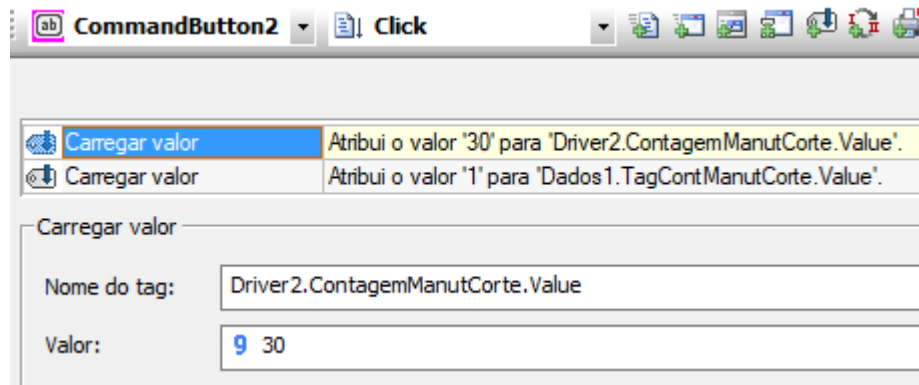 CommandButton2 Click
Carregar valor Atribui o valor '30' para 'Driver2.ContagemManutCorte.Value'.
Carregar valor Atribui o valor '1' para 'Dados1.TagContManutCorte.Value'.
Carregar valor
Nome do tag: Driver2.ContagemManutCorte.Value
Valor: 9 30